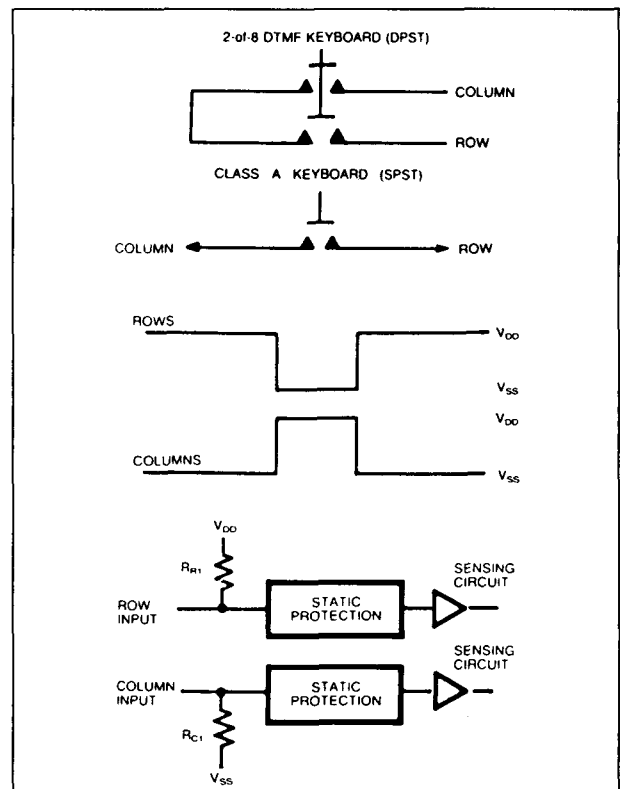 2-of-8 DTMF KEYBOARD (DPST)
COLUMN
ROW
CLASS A KEYBOARD (SPST)
COLUMN
ROW
ROWS
VDD
VSS
VDD
COLUMNS
VSS
VDD
RR1
ROW
INPUT
STATIC
PROTECTION
SENSING
CIRCUIT
COLUMN
INPUT
STATIC
PROTECTION
SENSING
CIRCUIT
RC1
VSS